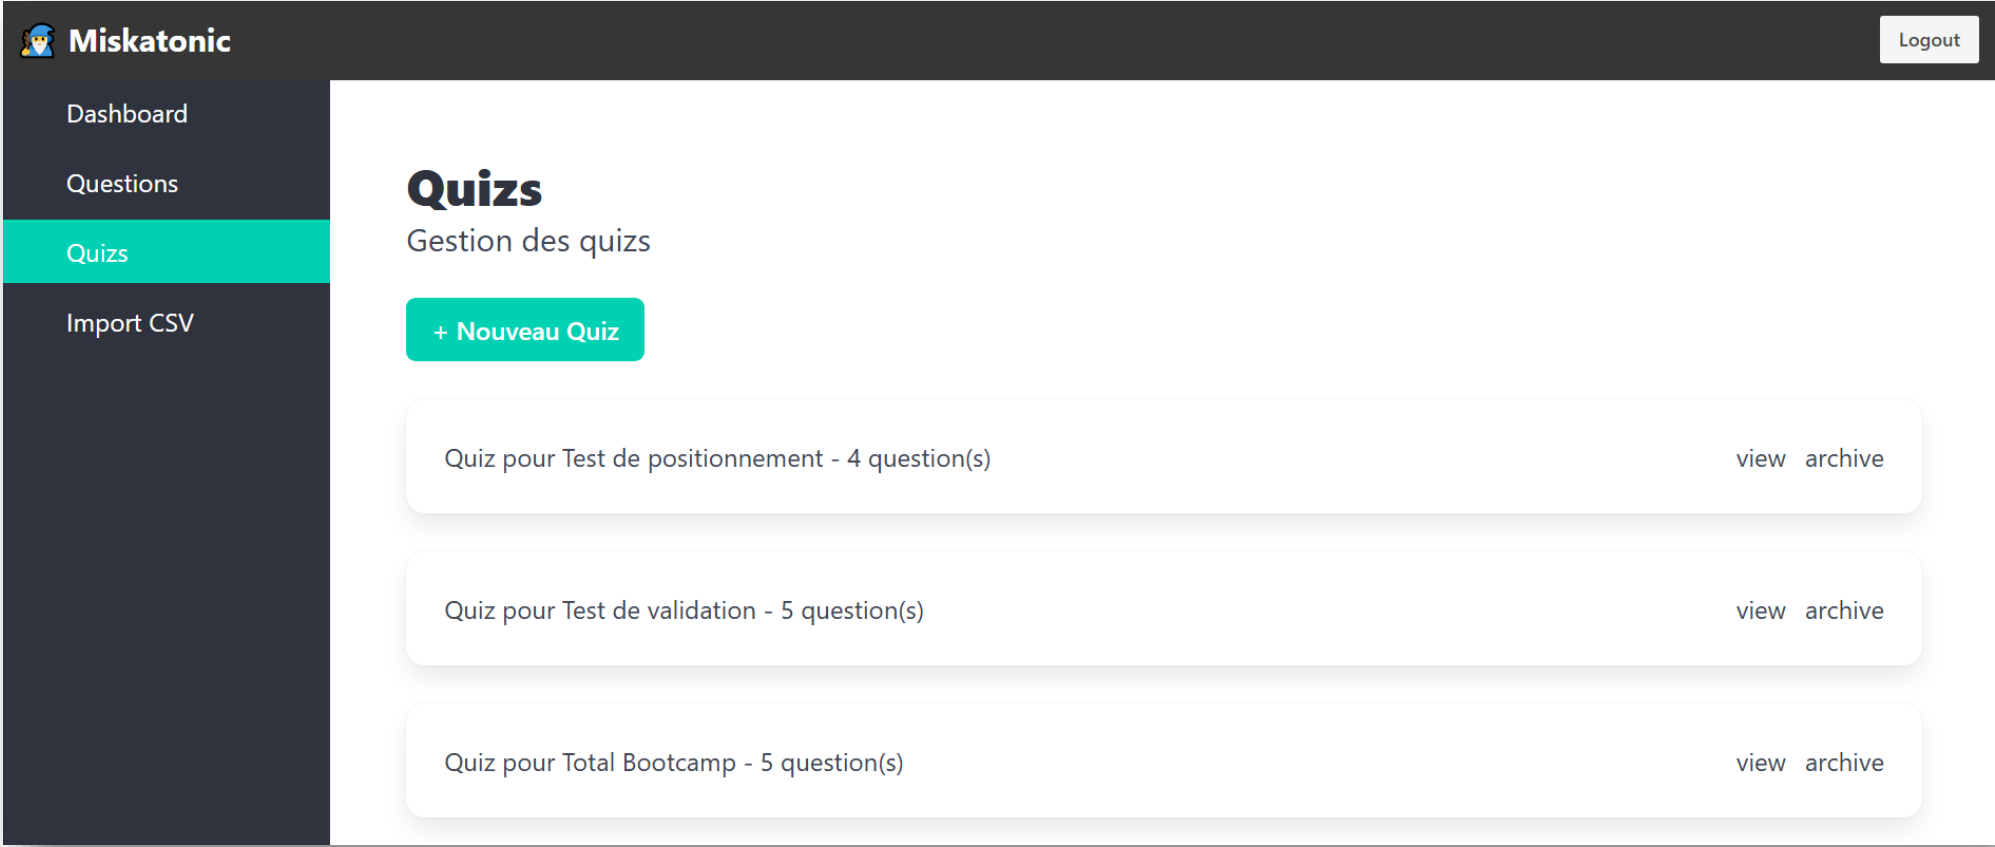 Miskatonic
Logout
Dashboard
Questions
Quizs
Import CSV
Quizs
Gestion des quizs
+ Nouveau Quiz
Quiz pour Test de positionnement - 4 question(s) view archive
Quiz pour Test de validation - 5 question(s) view archive
Quiz pour Total Bootcamp - 5 question(s) view archive